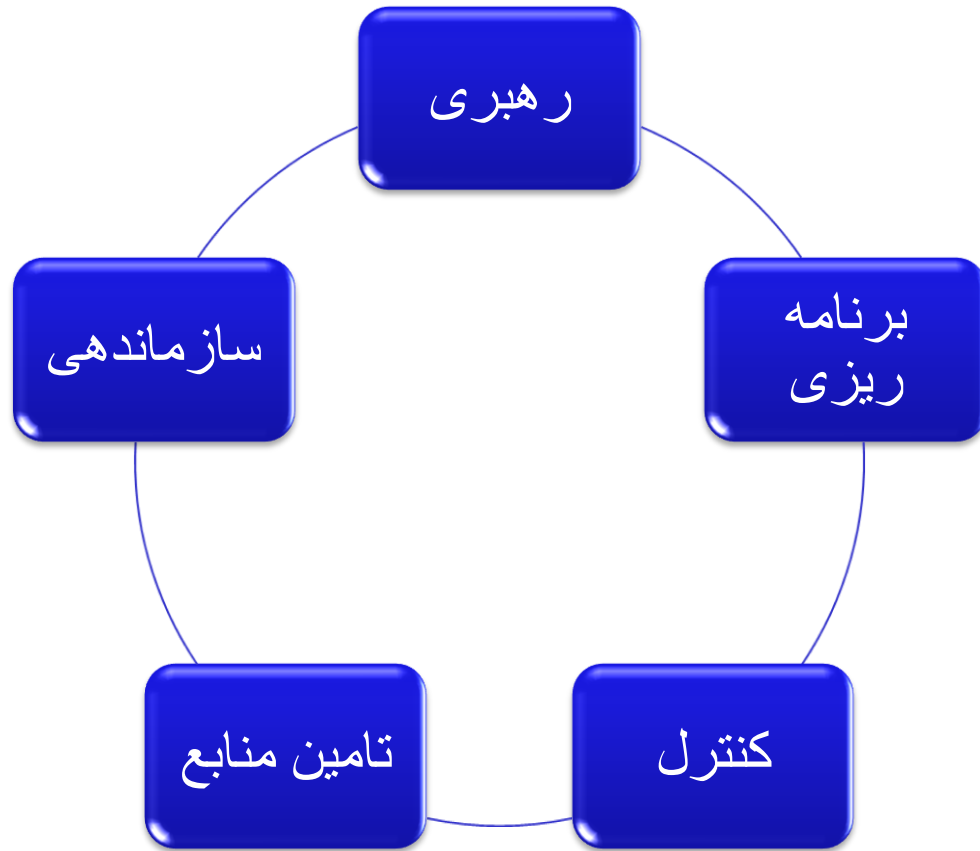 رهبری
برنامه
ریزی
کنترل
تامین منابع
سازماندهی